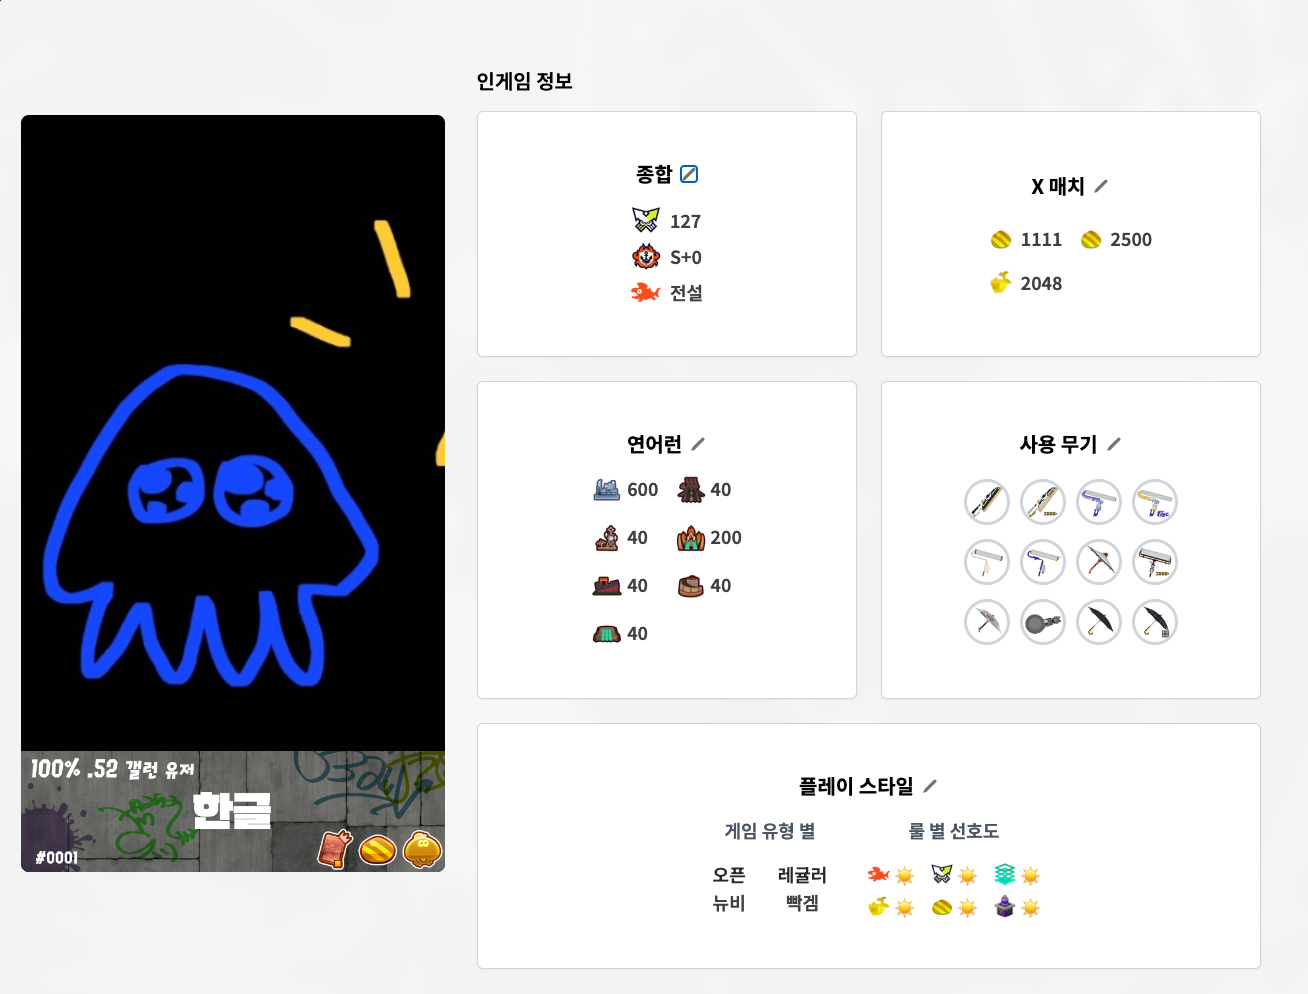 인게임 정보
종합
127
S+0
전설
X 매치
1111 2500
2048
연어런
600 40
40 200
40 40
40
사용 무기
100% .52 갤런 유저
한글
#0001
플레이 스타일
게임 유형 별 룰 별 선호도
오픈 레귤러
뉴비 빡겜